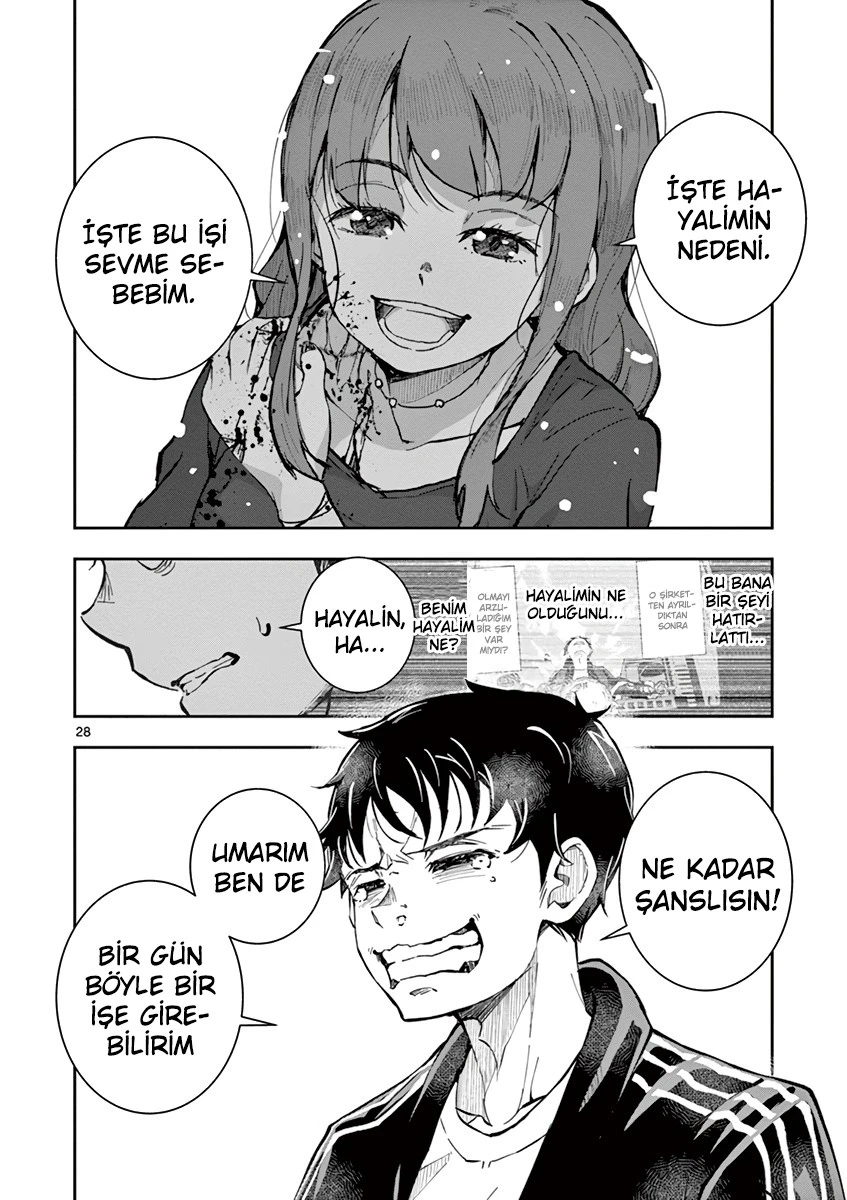 İŞTE HA-
YALİMİN
NEDENİ.
İŞTE BU İŞİ
SEVME SE-
BEBİM.
BU BANA
BİR ŞEYİ
HATIR-
LATTI...
O ŞİRKET-
TEN AYRIL-
DIKTAN
SONRA
HAYALİMİN NE
OLDUĞUNU...
OLMAYI
ARZU-
LADIĞIM
BİR ŞEY
VAR
MIYDI?
BENİM
HAYALİM
NE?
HAYALİN,
HA...
28
NE KADAR
ŞANSLISIN!
UMARIM
BEN DE
BİR GÜN
BÖYLE BİR
İŞE GİRE-
BİLİRİM